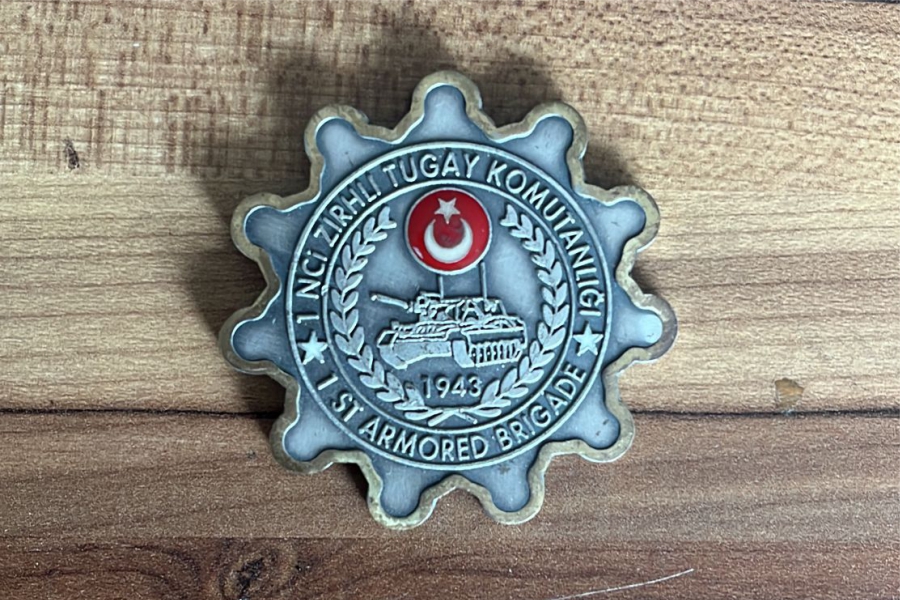 1 NCİ ZIRHLI TUGAY KOMUTANLIĞI
1943
1 ST ARMORED BRIGADE